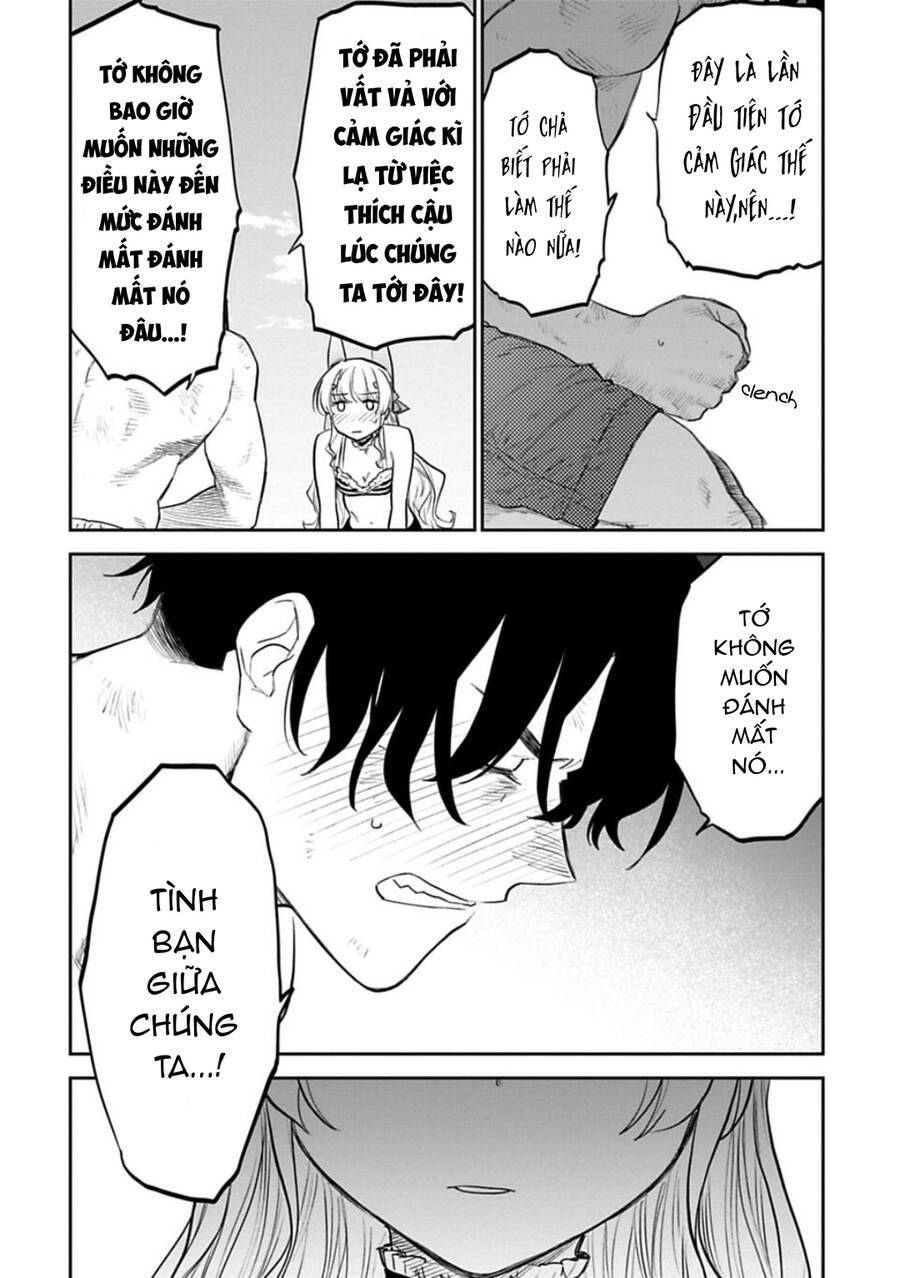 ĐÂY LÀ LẦN
ĐẦU TIÊN TỚ
CẢM GIÁC THẾ
NÀY,NÊN....!
TỚ CHẢ
BIẾT PHẢI
LÀM THẾ
NÀO NỮA!
clench
TỚ ĐÃ PHẢI
VẤT VẢ VỚI
CẢM GIÁC KÌ
LẠ TỪ VIỆC
THÍCH CẬU
LÚC CHÚNG
TA TỚI ĐÂY!
TỚ KHÔNG
BAO GIỜ
MUỐN NHỮNG
ĐIỀU NÀY ĐẾN
MỨC ĐÁNH
MẤT ĐÁNH
MẤT NÓ
ĐÂU...!
TỚ
KHÔNG
MUỐN
ĐÁNH
MẤT
NÓ...
TÌNH
BẠN
GIỮA
CHÚNG
TA...!